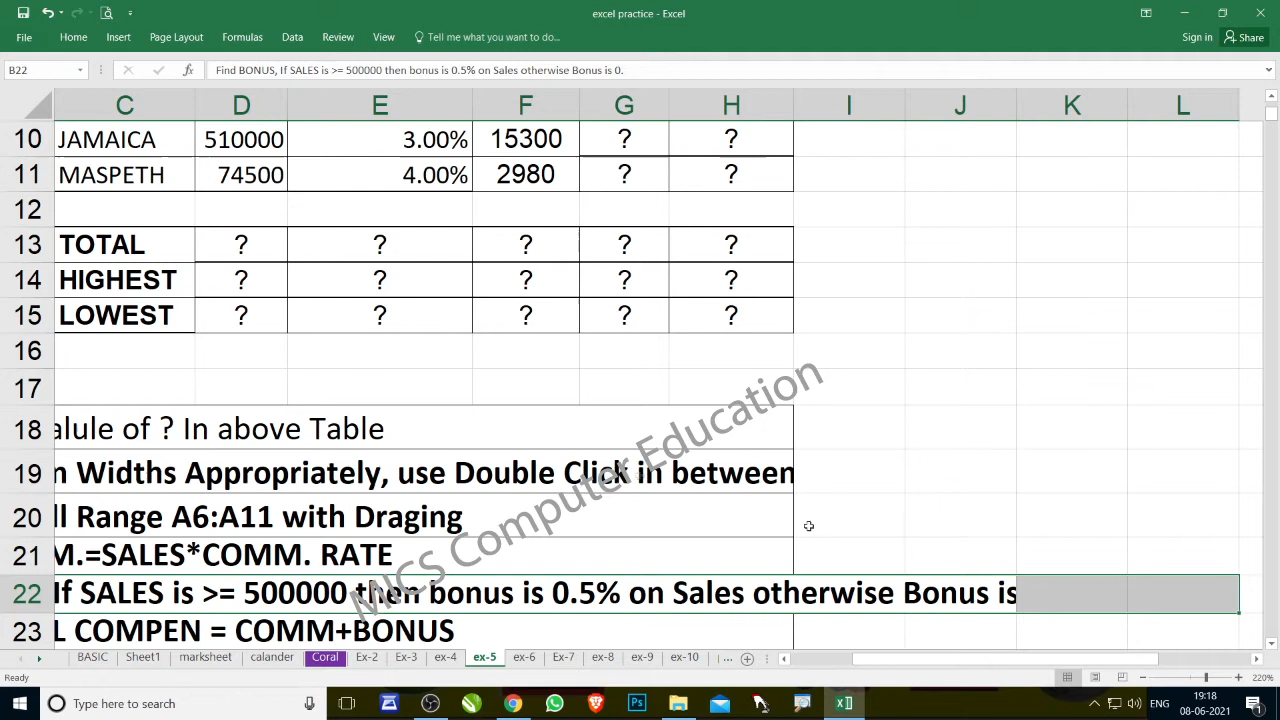 excel practice - Excel
File Home Insert Page Layout Formulas Data Review View Tell me what you want to do... Sign in Share
B22 fx Find BONUS, If SALES is >= 500000 then bonus is 0.5% on Sales otherwise Bonus is 0.
C D E F G H I J K L
10 JAMAICA 510000 3.00% 15300 ? ?
11 MASPETH 74500 4.00% 2980 ? ?
12
13 TOTAL ? ? ? ? ?
14 HIGHEST ? ? ? ? ?
15 LOWEST ? ? ? ? ?
16
17
18 alule of ? In above Table
19 n Widths Appropriately, use Double Click in between
20 ll Range A6:A11 with Draging
21 M.=SALES*COMM. RATE
22 If SALES is >= 500000 then bonus is 0.5% on Sales otherwise Bonus is
23 L COMPEN = COMM+BONUS
MCS Computer Education
BASIC Sheet1 marksheet calander Coral Ex-2 Ex-3 ex-4 ex-5 ex-6 Ex-7 ex-8 ex-9 ex-10 ...
Ready 220%
Type here to search ENG 19:18
08-06-2021